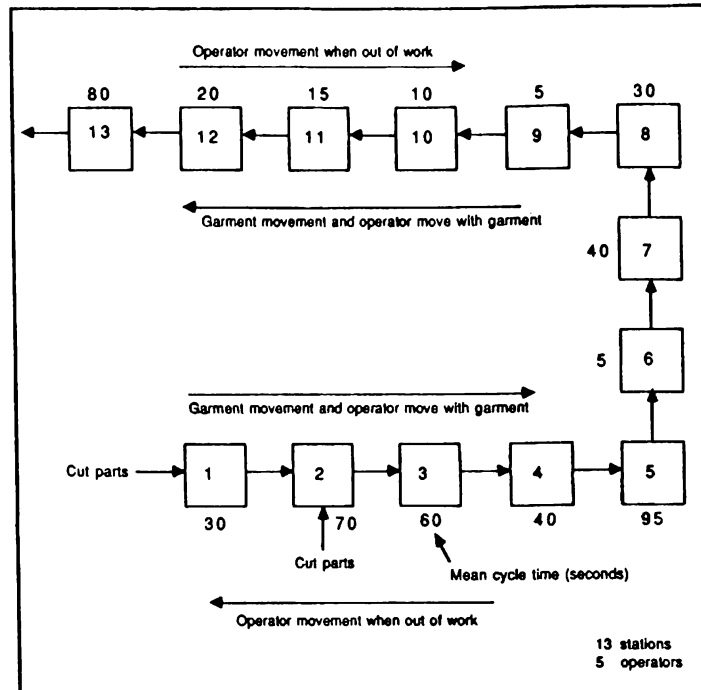 Operator movement when out of work
80 20 15 10 5 30
13 12 11 10 9 8
Garment movement and operator move with garment
40 7
5 6
Garment movement and operator move with garment
Cut parts 1 2 3 4 5
30 70 60 40 95
Cut parts
Mean cycle time (seconds)
Operator movement when out of work
13 stations
5 operators